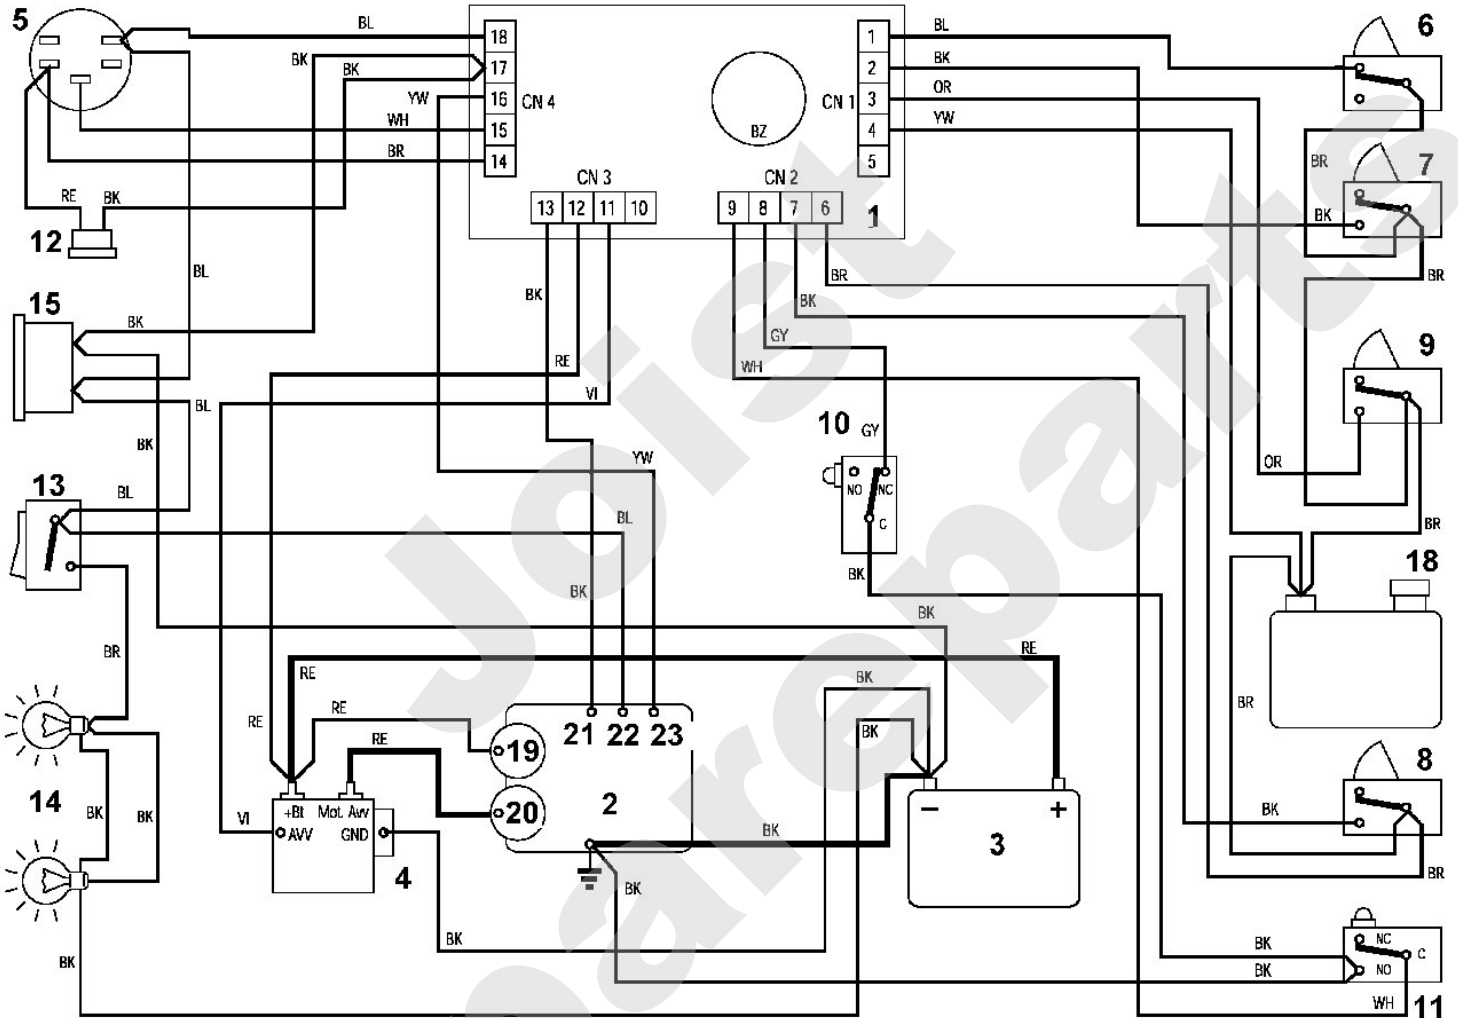 5
BL
18
1
BL
6
BK
BK
17
2
BK
YW
16
CN 4
CN 1
3
OR
WH
15
BZ
4
YW
BR
14
5
BR
7
CN 3
CN 2
RE
BK
13
12
11
10
9
8
7
6
1
BK
12
BL
BK
BR
BR
15
BK
BK
GY
9
RE
WH
VI
BL
10
GY
BK
YW
OR
13
BL
NO
NC
BL
C
BR
BK
BK
18
BK
BR
RE
RE
BK
BR
RE
RE
21
22
23
BK
RE
19
8
14
+Bt
Mot. Avv
20
2
–
+
BK
BK
BK
VI
AVV
GND
BK
3
4
BK
BR
BK
BK
NC
C
BK
BK
NO
WH
11
Joist
pareparts